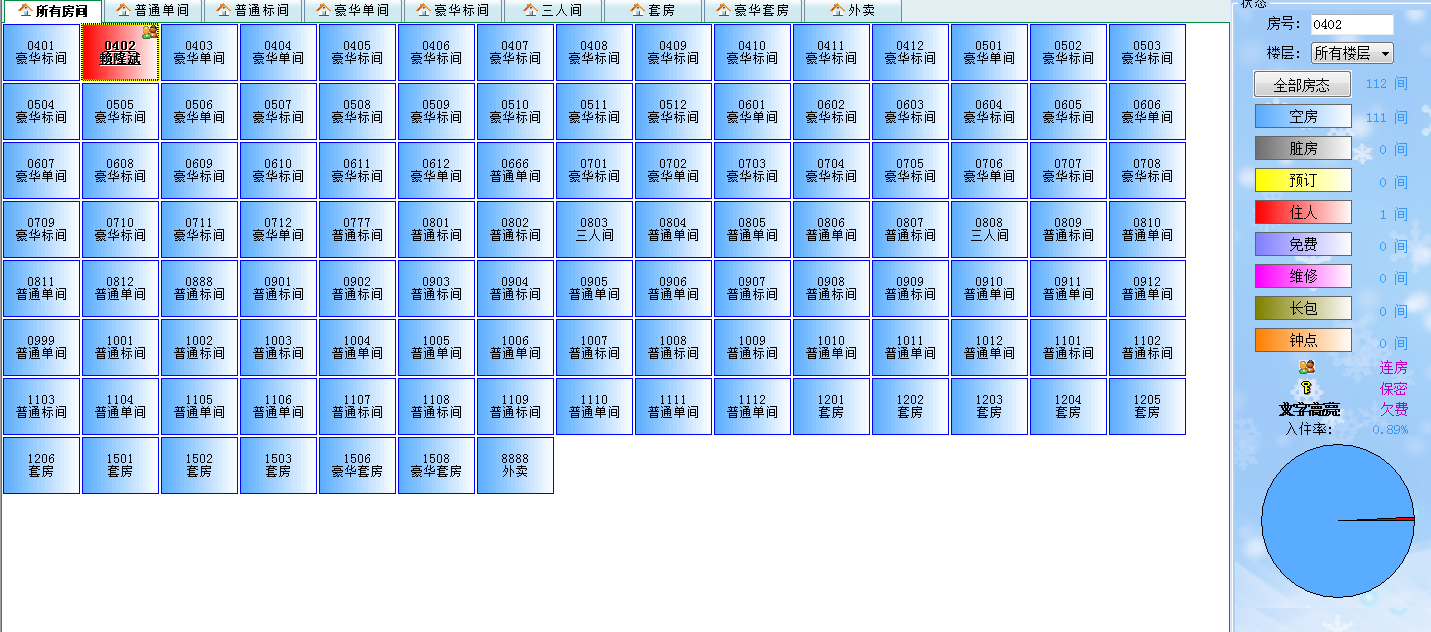 所有房间 普通单间 普通标间 豪华单间 豪华标间 三人间 套房 豪华套房 外卖
0401 0402 0403 0404 0405 0406 0407 0408 0409 0410 0411 0412 0501 0502 0503
豪华标间 赖隆斌 豪华单间 豪华单间 豪华标间 豪华标间 豪华标间 豪华标间 豪华标间 豪华单间 豪华标间 豪华单间 豪华单间 豪华标间 豪华标间
0504 0505 0506 0507 0508 0509 0510 0511 0512 0601 0602 0603 0604 0605 0606
豪华标间 豪华标间 豪华单间 豪华标间 豪华标间 豪华标间 豪华标间 豪华标间 豪华标间 豪华单间 豪华标间 豪华标间 豪华标间 豪华标间 豪华单间
0607 0608 0609 0610 0611 0612 0666 0701 0702 0703 0704 0705 0706 0707 0708
豪华单间 豪华标间 豪华单间 豪华标间 豪华标间 豪华单间 普通单间 豪华标间 豪华单间 豪华标间 豪华标间 豪华标间 豪华单间 豪华标间 豪华标间
0709 0710 0711 0712 0777 0801 0802 0803 0804 0805 0806 0807 0808 0809 0810
豪华标间 豪华标间 豪华标间 豪华单间 普通标间 普通标间 普通标间 三人间 普通单间 普通单间 普通单间 普通标间 三人间 普通标间 普通单间
0811 0812 0888 0901 0902 0903 0904 0905 0906 0907 0908 0909 0910 0911 0912
普通单间 普通单间 普通单间 普通标间 普通标间 普通标间 普通标间 普通单间 普通单间 普通标间 普通标间 普通标间 普通单间 普通单间 普通单间
0999 1001 1002 1003 1004 1005 1006 1007 1008 1009 1010 1011 1012 1101 1102
普通单间 普通标间 普通标间 普通标间 普通单间 普通单间 普通单间 普通标间 普通标间 普通标间 普通单间 普通单间 普通单间 普通标间 普通标间
1103 1104 1105 1106 1107 1108 1109 1110 1111 1112 1201 1202 1203 1204 1205
普通标间 普通单间 普通单间 普通单间 普通标间 普通标间 普通标间 普通单间 普通单间 普通单间 套房 套房 套房 套房 套房
1206 1501 1502 1503 1506 1508 8888
套房 套房 套房 套房 豪华套房 豪华套房 外卖
状态
房号: 0402
楼层: 所有楼层
全部房态 112 间
空房 111 间
脏房 0 间
预订 0 间
住人 1 间
免费 0 间
维修 0 间
长包 0 间
钟点 0 间
连房
保密
文字高亮 欠费
入住率: 0.89%